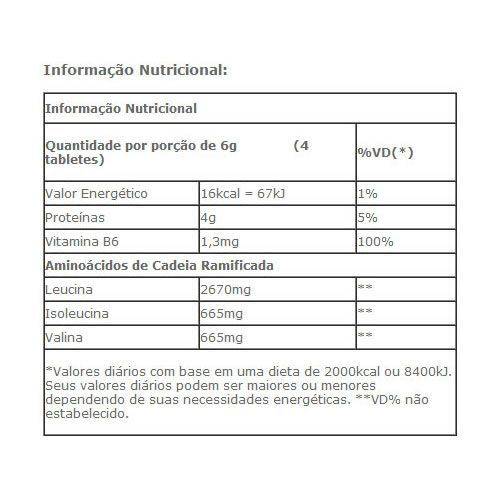 Informação Nutricional:
Informação Nutricional
Quantidade por porção de 6g (4
tabletes)
%VD(*)
Valor Energético 16kcal = 67kJ 1%
Proteínas 4g 5%
Vitamina B6 1,3mg 100%
Aminoácidos de Cadeia Ramificada
Leucina 2670mg **
Isoleucina 665mg **
Valina 665mg **
*Valores diários com base em uma dieta de 2000kcal ou 8400kJ.
Seus valores diários podem ser maiores ou menores
dependendo de suas necessidades energéticas. **VD% não
estabelecido.